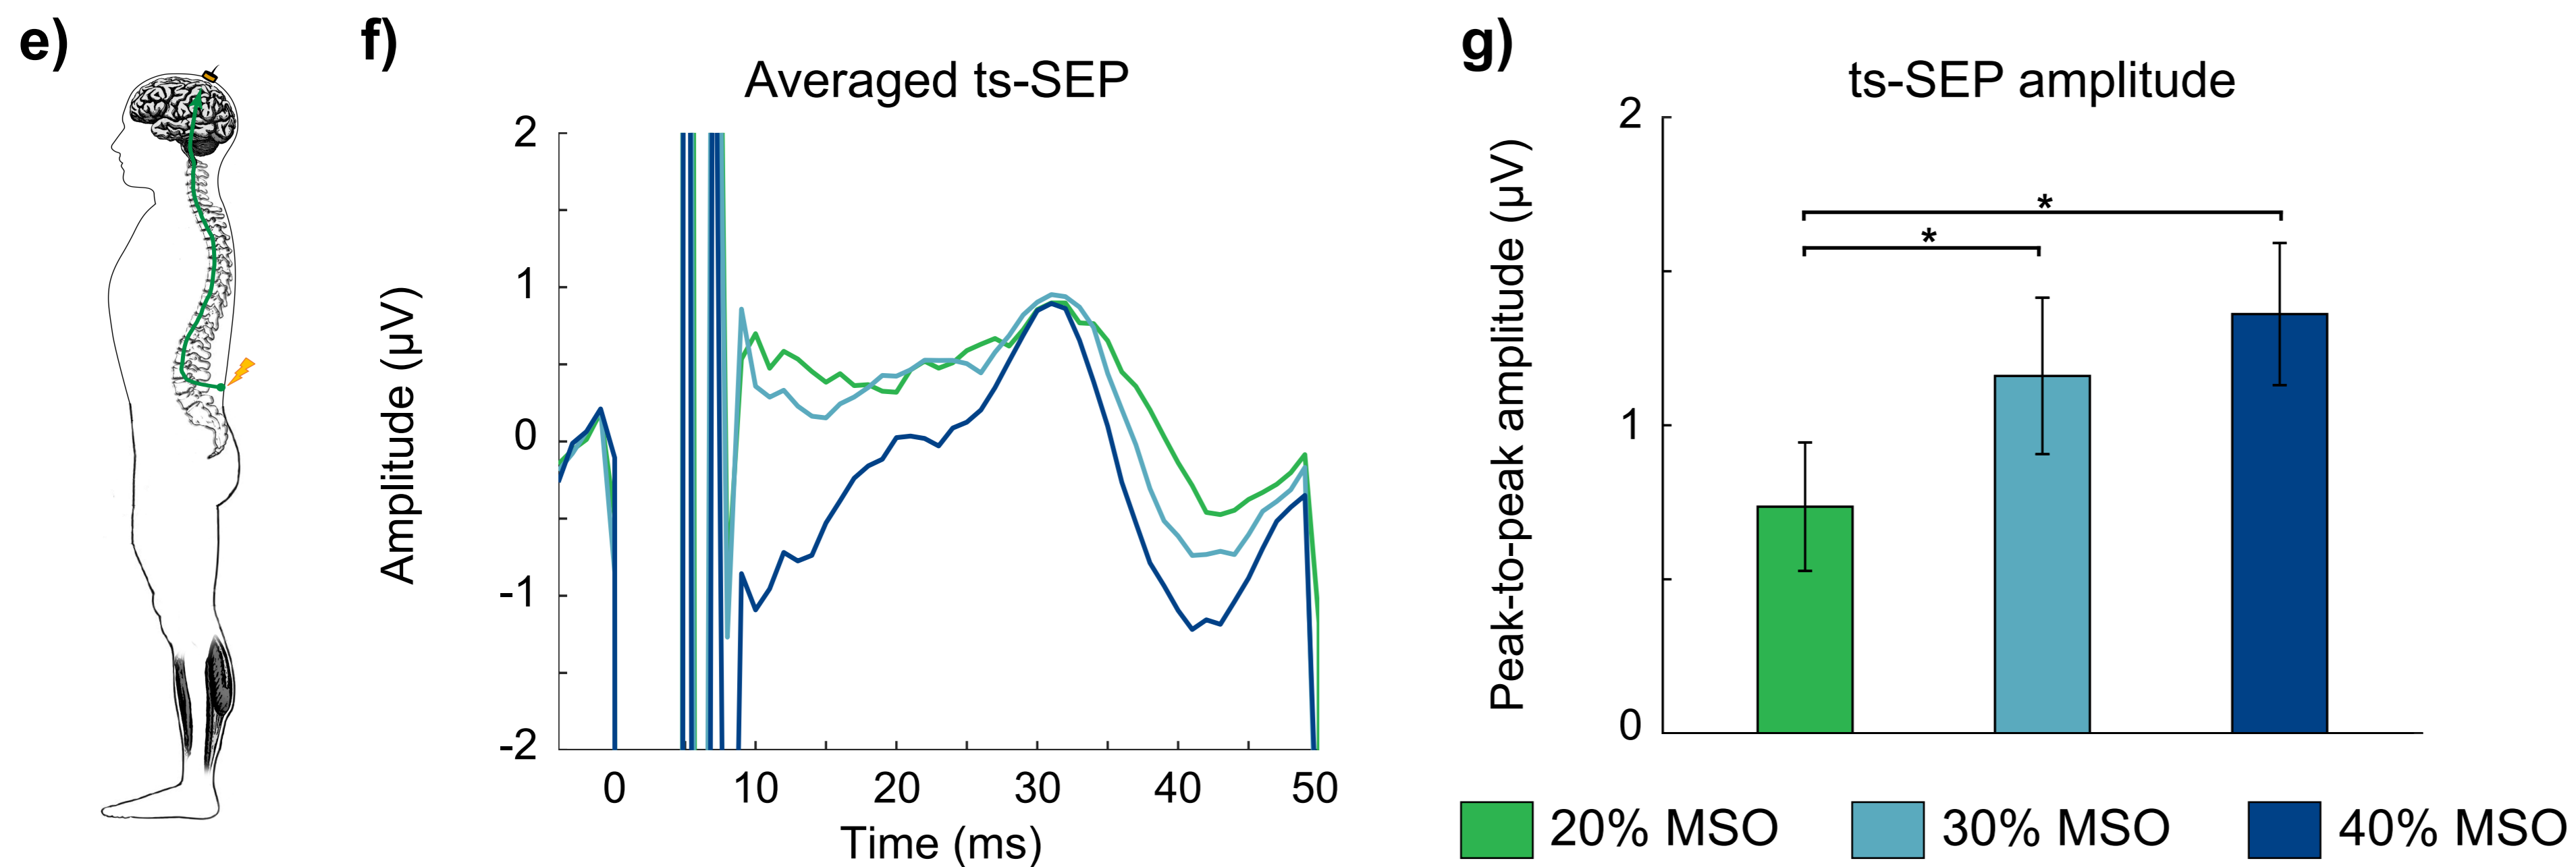 e)
f)
Averaged ts-SEP
Amplitude (µV)
2
1
0
-1
-2
0 10 20 30 40 50
Time (ms)
g)
ts-SEP amplitude
Peak-to-peak amplitude (µV)
2
1
0
*
*
20% MSO 30% MSO 40% MSO